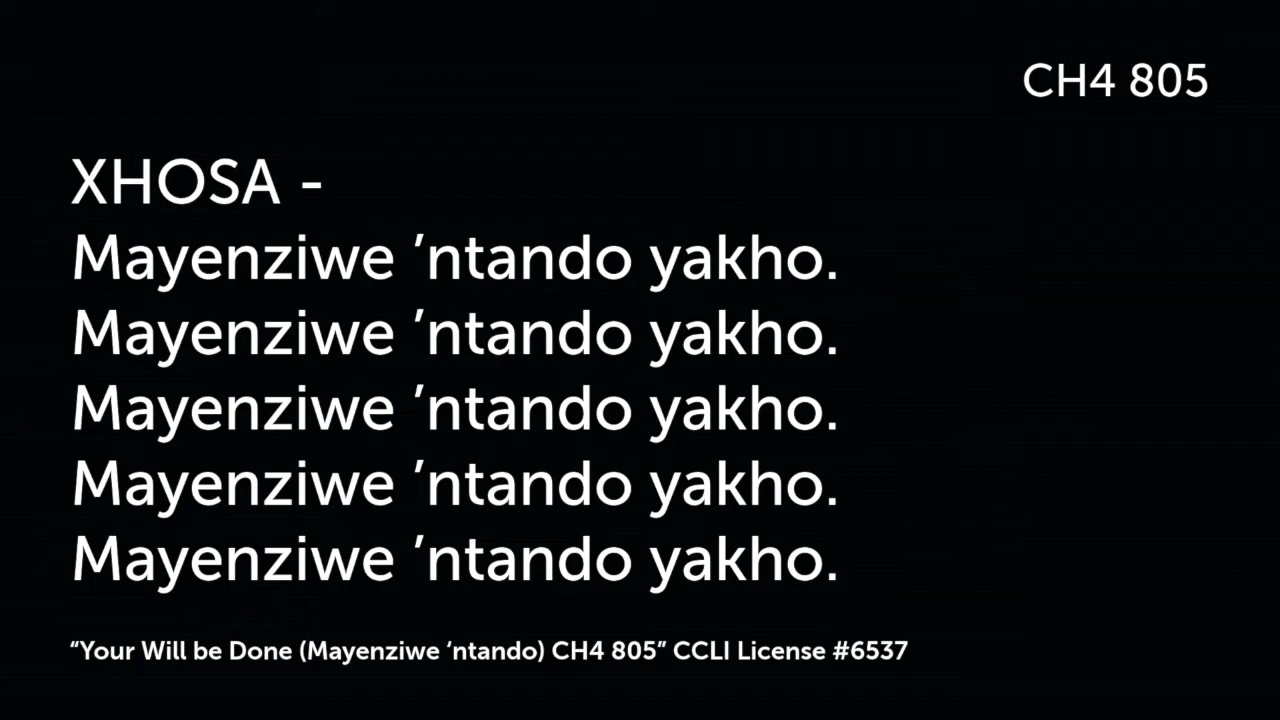 CH4 805
XHOSA -
Mayenziwe ’ntando yakho.
Mayenziwe ’ntando yakho.
Mayenziwe ’ntando yakho.
Mayenziwe ’ntando yakho.
Mayenziwe ’ntando yakho.
“Your Will be Done (Mayenziwe ’ntando) CH4 805” CCLI License #6537